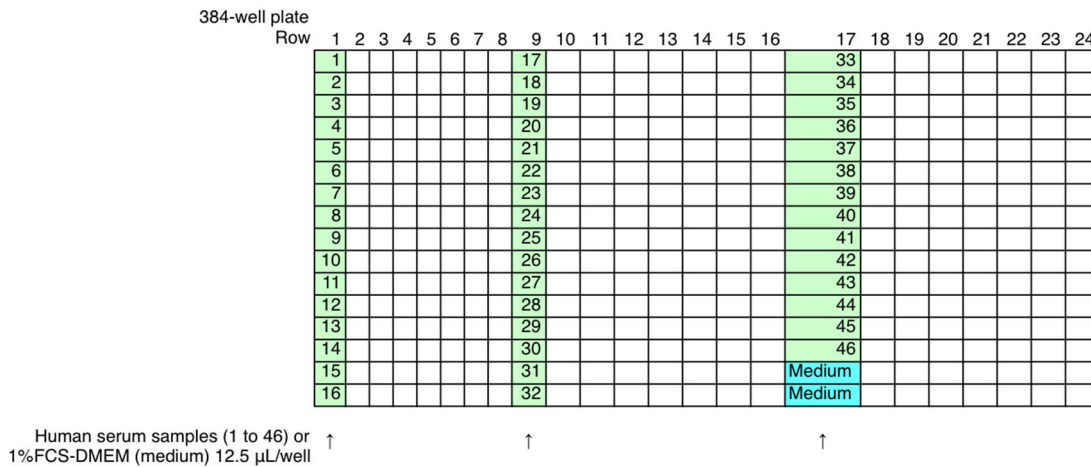 384-well plate
Row 1 2 3 4 5 6 7 8 9 10 11 12 13 14 15 16 17 18 19 20 21 22 23 24
1 17 33
2 18 34
3 19 35
4 20 36
5 21 37
6 22 38
7 23 39
8 24 40
9 25 41
10 26 42
11 27 43
12 28 44
13 29 45
14 30 46
15 31 Medium
16 32 Medium
Human serum samples (1 to 46) or ↑ ↑ ↑
1%FCS-DMEM (medium) 12.5 µL/well